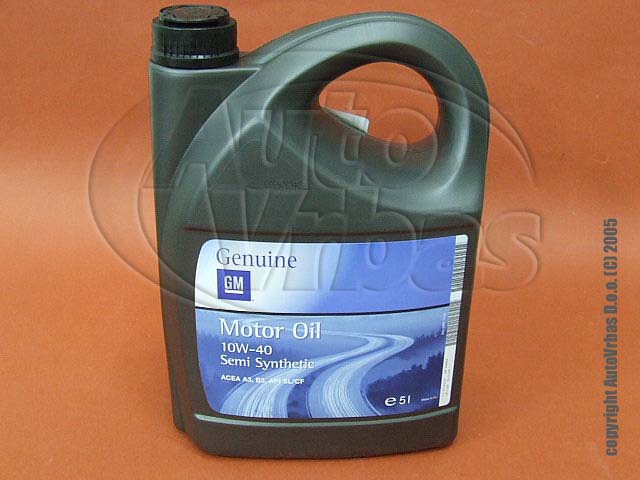 Auto
Vrbas
Genuine
GM
Motor Oil
10W-40
Semi Synthetic
ACEA A3, B3, API SL/CF
e 5 l
copyright AutoVrbas D.o.o. (C) 2005